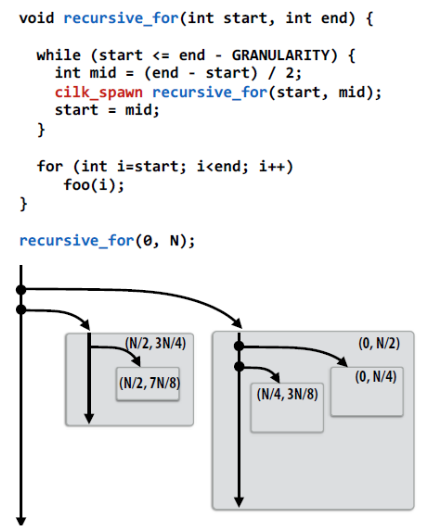 void recursive_for(int start, int end) {
while (start <= end - GRANULARITY) {
int mid = (end - start) / 2;
cilk_spawn recursive_for(start, mid);
start = mid;
}
for (int i=start; i<end; i++)
foo(i);
}
recursive_for(0, N);
(N/2, 3N/4)
(N/2, 7N/8)
(0, N/2)
(0, N/4)
(N/4, 3N/8)